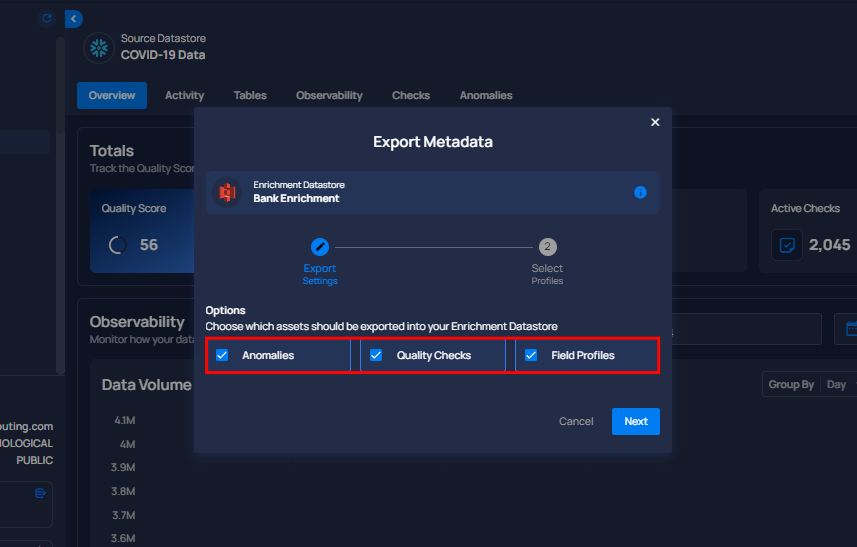 Source Datastore
COVID-19 Data
Overview
Activity
Tables
Observability
Checks
Anomalies
Export Metadata
Totals
Track the Quality Scor
Enrichment Datastore
Bank Enrichment
Quality Score
56
Active Checks
2,045
2
Export
Settings
Select
Profiles
Options
Choose which assets should be exported into your Enrichment Datastore
Anomalies
Quality Checks
Field Profiles
Observability
Monitor how your data
Data Volume
Group By
Day
Cancel
Next
4.1M
4M
3.9M
3.8M
3.7M
3.6M
outing.com
IOLOGICAL
PUBLIC